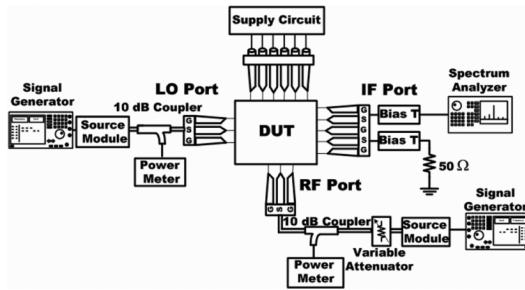 Supply Circuit
Signal
Generator
LO Port
10 dB Coupler
Source
Module
Power
Meter
G
S
G
DUT
IF Port
G
S
G
S
G
Bias T
Bias T
Spectrum
Analyzer
50 Ω
RF Port
G
S
G
10 dB Coupler
Power
Meter
Variable
Attenuator
Source
Module
Signal
Generator